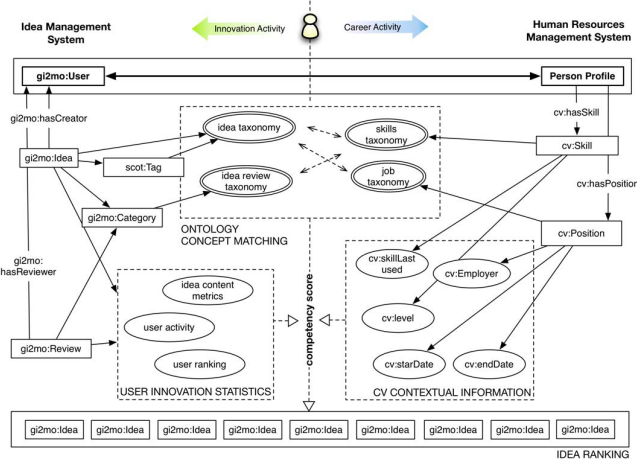 Idea Management
System
Innovation Activity
Career Activity
Human Resources
Management System
gi2mo:User
Person Profile
gi2mo:hasCreator
cv:hasSkill
idea taxonomy
skills
taxonomy
gi2mo:Idea
scot:Tag
cv:Skill
idea review
taxonomy
job
taxonomy
cv:hasPosition
gi2mo:Category
ONTOLOGY
CONCEPT MATCHING
cv:Position
gi2mo:
hasReviewer
cv:skillLast
used
cv:Employer
idea content
metrics
user activity
cv:level
competency score
gi2mo:Review
user ranking
cv:starDate
cv:endDate
USER INNOVATION STATISTICS
CV CONTEXTUAL INFORMATION
gi2mo:Idea
gi2mo:Idea
gi2mo:Idea
gi2mo:Idea
gi2mo:Idea
gi2mo:Idea
gi2mo:Idea
gi2mo:Idea
gi2mo:Idea
IDEA RANKING